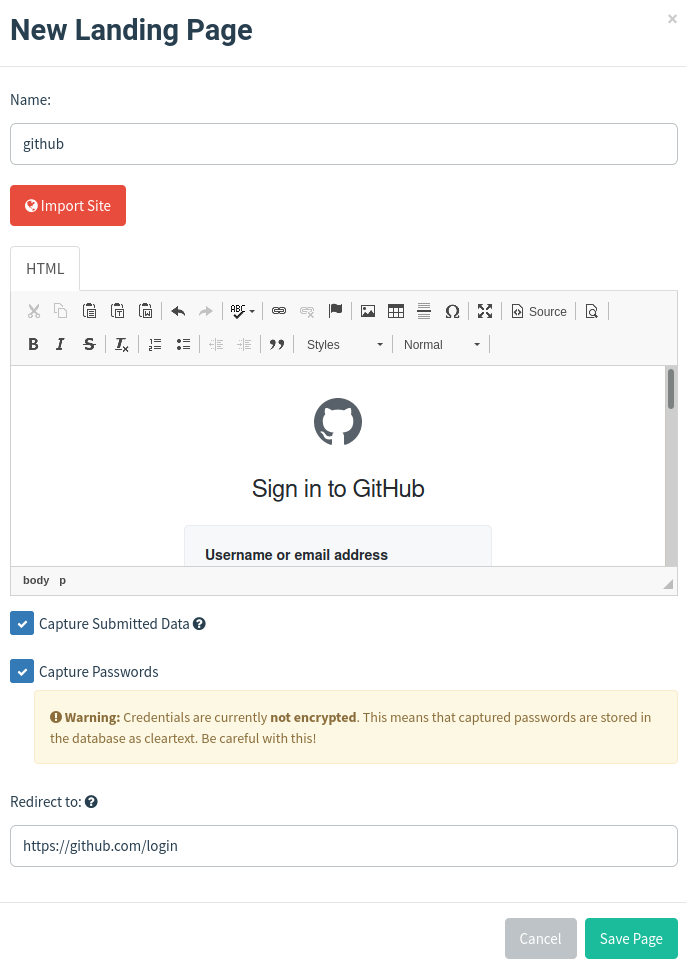 New Landing Page
×
Name:
github
Import Site
HTML
ABC
Source
B I S Tx
Styles Normal
Sign in to GitHub
Username or email address
body p
Capture Submitted Data
Capture Passwords
Warning: Credentials are currently not encrypted. This means that captured passwords are stored in
the database as cleartext. Be careful with this!
Redirect to:
https://github.com/login
Cancel Save Page